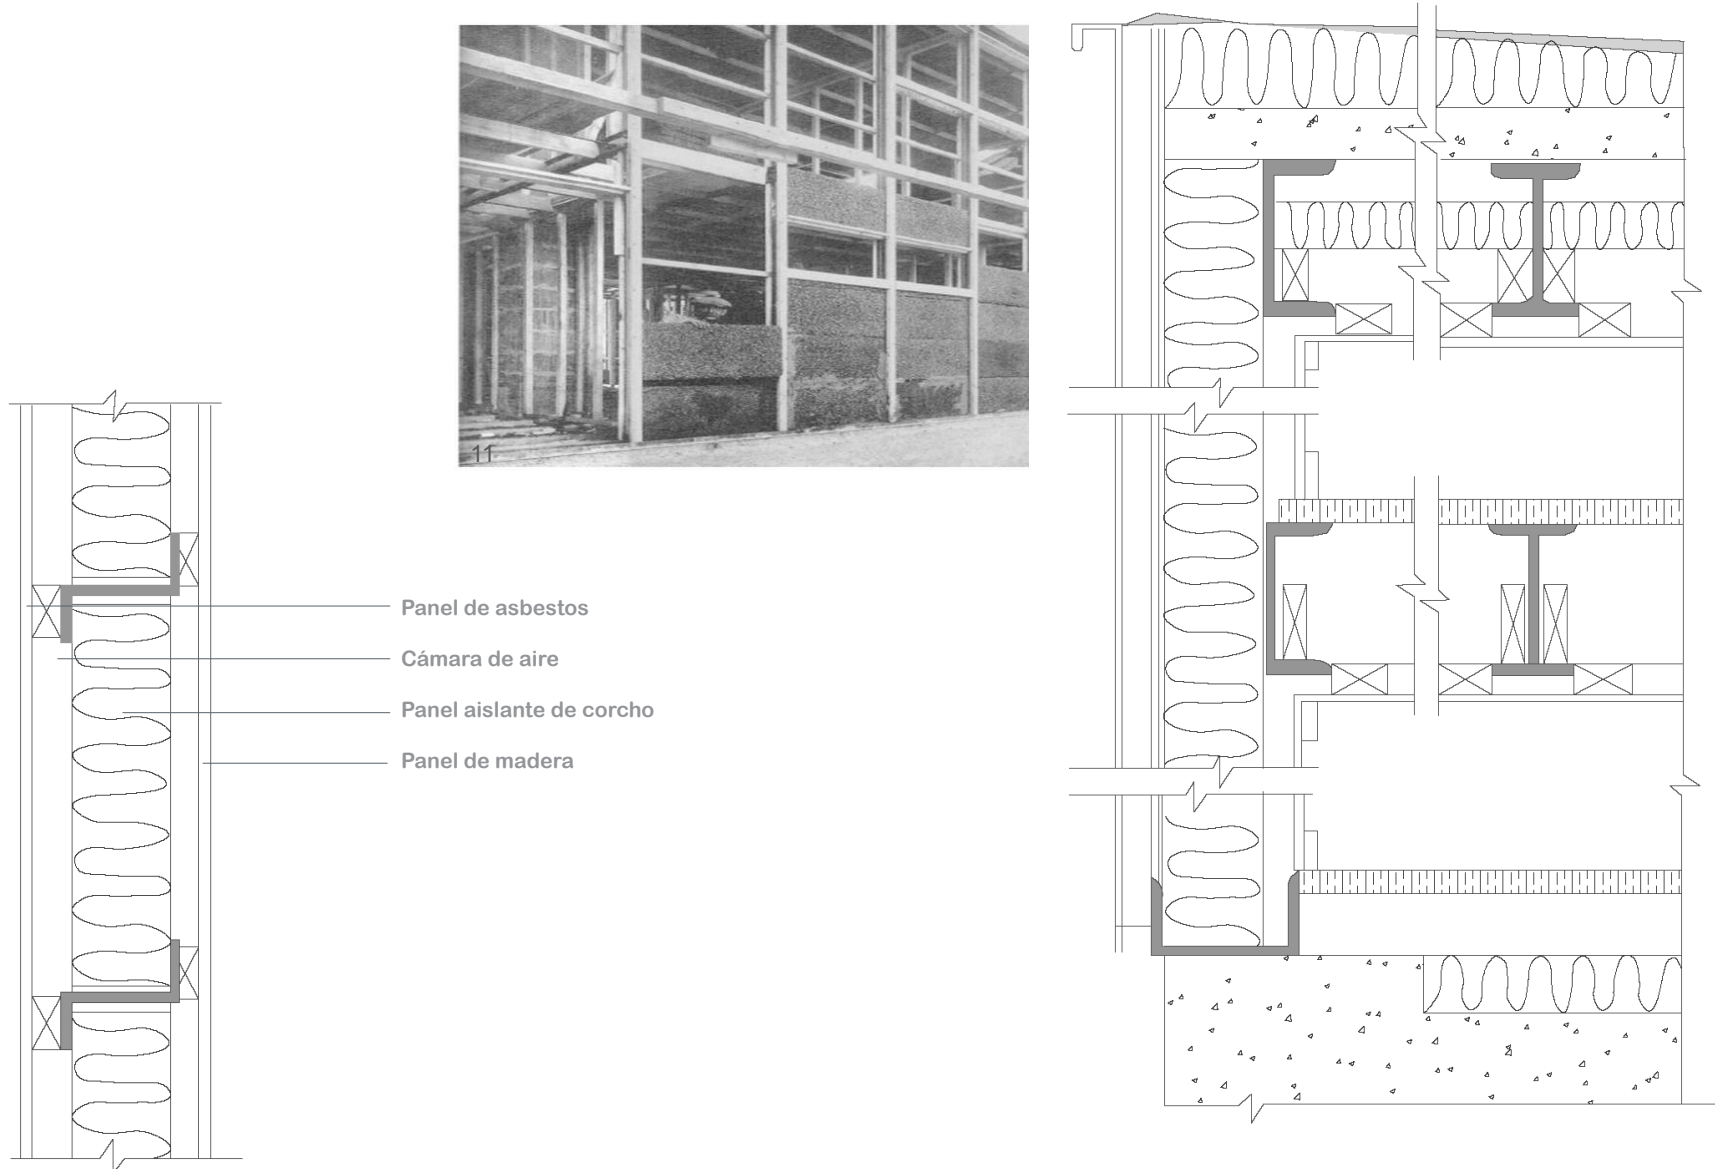 11
Panel de asbestos
Cámara de aire
Panel aislante de corcho
Panel de madera